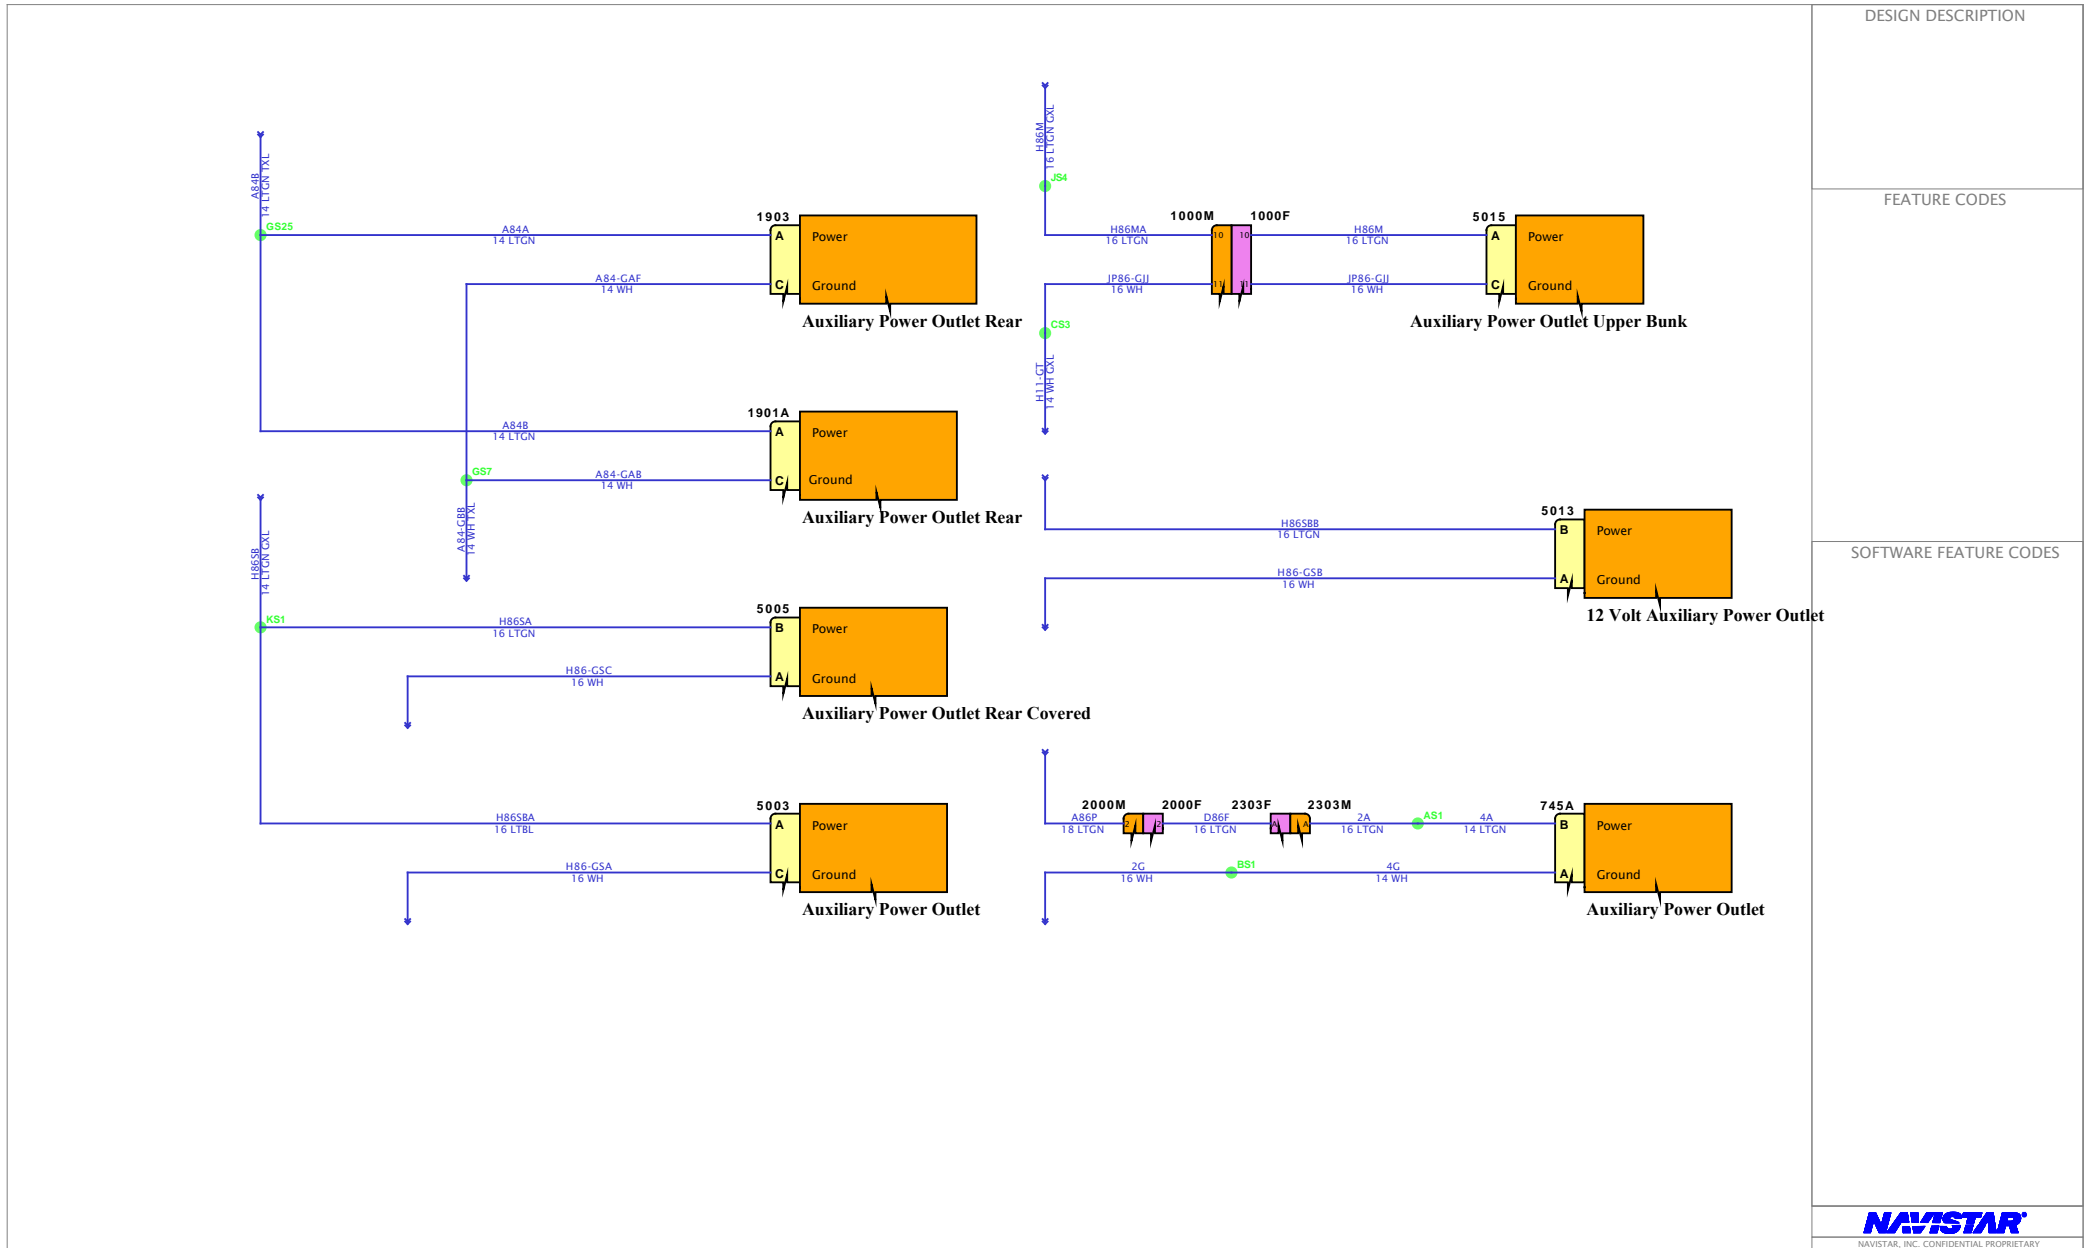 DESIGN DESCRIPTION
FEATURE CODES
SOFTWARE FEATURE CODES
A84B
14 LTGN TXL
GS25
A84A
14 LTGN
1903
A
Power
C
Ground
A84-GAF
14 WH
Auxiliary Power Outlet Rear
A84B
14 LTGN
1901A
A
Power
C
Ground
GS7
A84-GAB
14 WH
A84-GBB
14 WH TXL
Auxiliary Power Outlet Rear
H86SB
14 LTGN GXL
KS1
H86SA
16 LTGN
5005
B
Power
A
Ground
H86-GSC
16 WH
Auxiliary Power Outlet Rear Covered
H86SBA
16 LTBL
5003
A
Power
C
Ground
H86-GSA
16 WH
Auxiliary Power Outlet
H86M
16 LTGN GXL
JS4
H86MA
16 LTGN
1000M
1000F
10
10
11
11
H86M
16 LTGN
5015
A
Power
C
Ground
JP86-GJJ
16 WH
JP86-GJJ
16 WH
CS3
H11-GT
14 WH GXL
Auxiliary Power Outlet Upper Bunk
H86SBB
16 LTGN
5013
B
Power
A
Ground
H86-GSB
16 WH
12 Volt Auxiliary Power Outlet
A86P
18 LTGN
2000M
2000F
2
2
D86F
16 LTGN
2303F
2303M
A
A
2A
16 LTGN
AS1
4A
14 LTGN
745A
B
Power
A
Ground
2G
16 WH
BS1
4G
14 WH
Auxiliary Power Outlet
NAVISTAR®
NAVISTAR, INC. CONFIDENTIAL PROPRIETARY